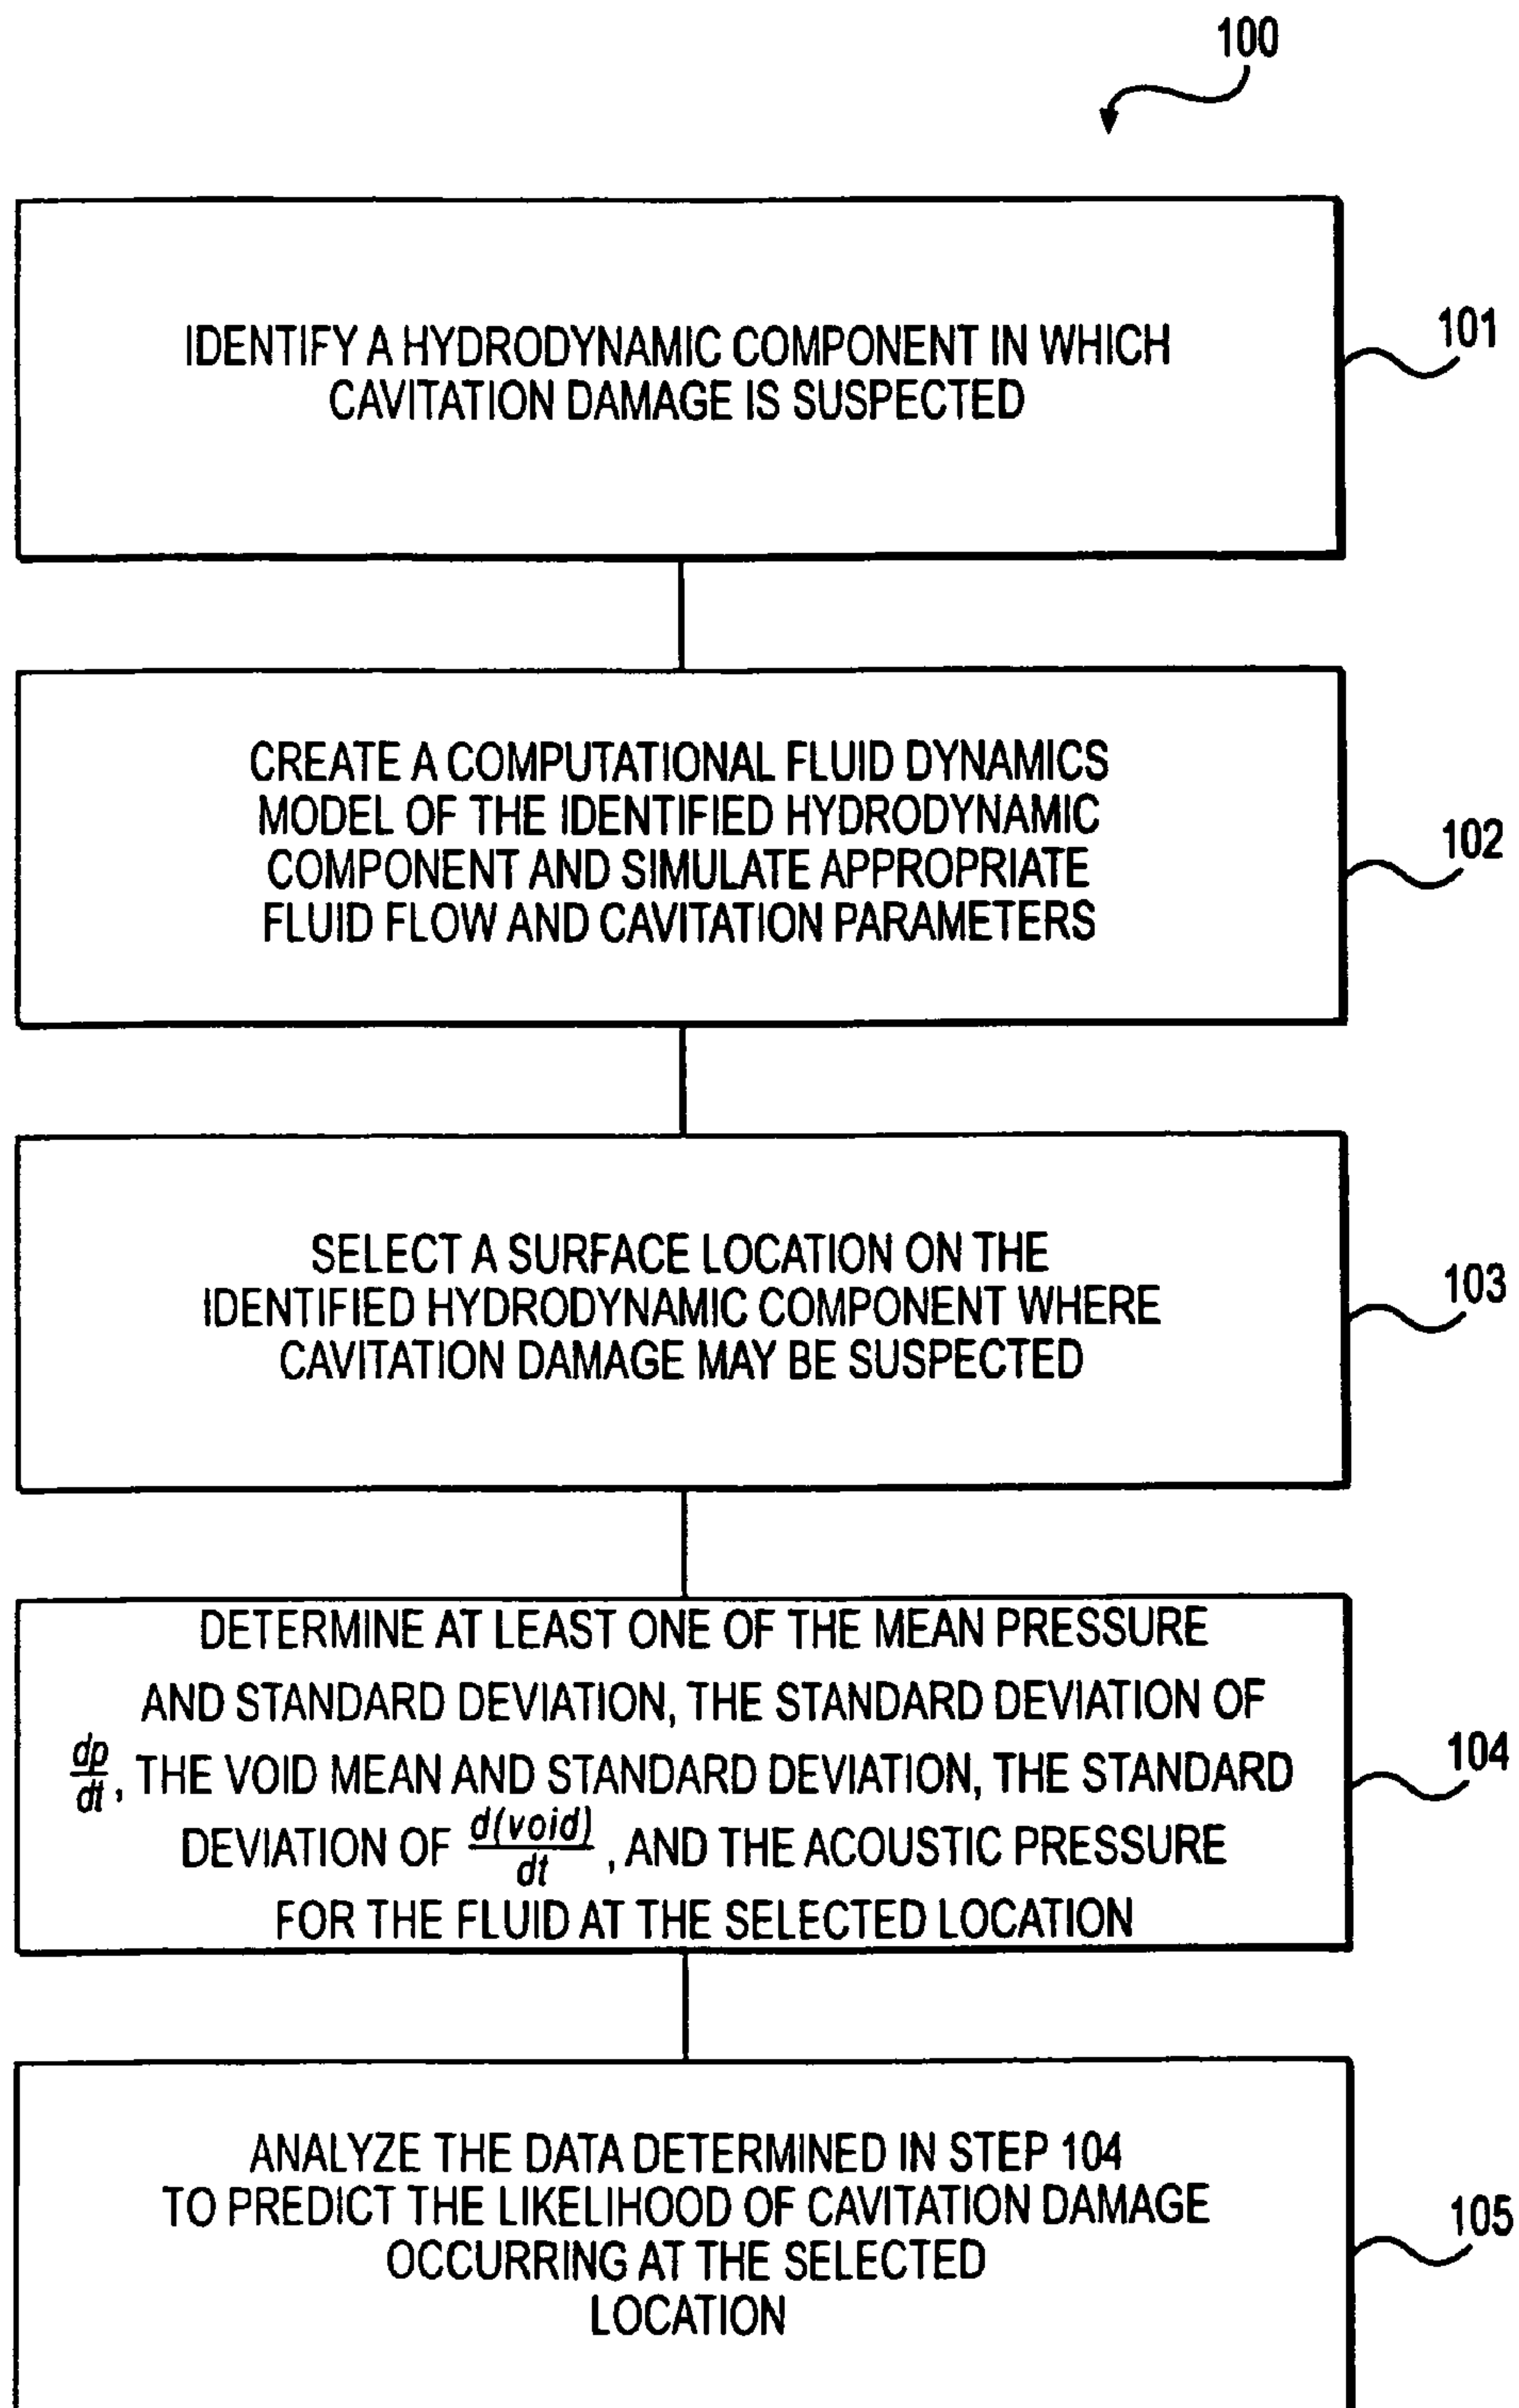 100
IDENTIFY A HYDRODYNAMIC COMPONENT IN WHICH
CAVITATION DAMAGE IS SUSPECTED
101
CREATE A COMPUTATIONAL FLUID DYNAMICS
MODEL OF THE IDENTIFIED HYDRODYNAMIC
COMPONENT AND SIMULATE APPROPRIATE
FLUID FLOW AND CAVITATION PARAMETERS
102
SELECT A SURFACE LOCATION ON THE
IDENTIFIED HYDRODYNAMIC COMPONENT WHERE
CAVITATION DAMAGE MAY BE SUSPECTED
103
DETERMINE AT LEAST ONE OF THE MEAN PRESSURE
AND STANDARD DEVIATION, THE STANDARD DEVIATION OF
dp/dt, THE VOID MEAN AND STANDARD DEVIATION, THE STANDARD
DEVIATION OF d(void)/dt, AND THE ACOUSTIC PRESSURE
FOR THE FLUID AT THE SELECTED LOCATION
104
ANALYZE THE DATA DETERMINED IN STEP 104
TO PREDICT THE LIKELIHOOD OF CAVITATION DAMAGE
OCCURRING AT THE SELECTED
LOCATION
105